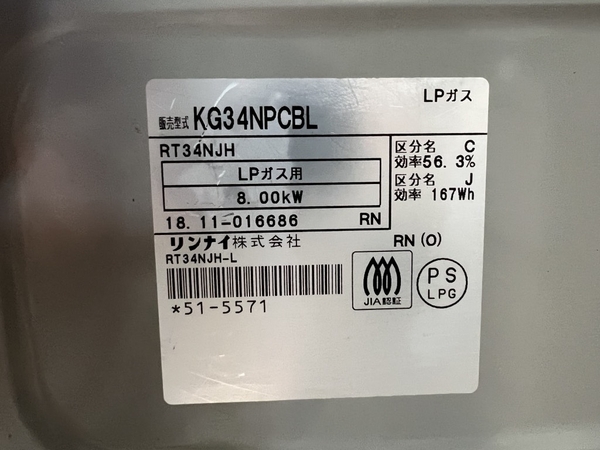 LPガス
販売型式 KG34NPCBL
RT34NJH
LPガス用
8.00kW
18.11-016686 RN
区分名 C
効率56.3%
区分名 J
効率 167Wh
リンナイ株式会社 RN(O)
RT34NJH-L
*51-5571
JIA認証
PS
LPG